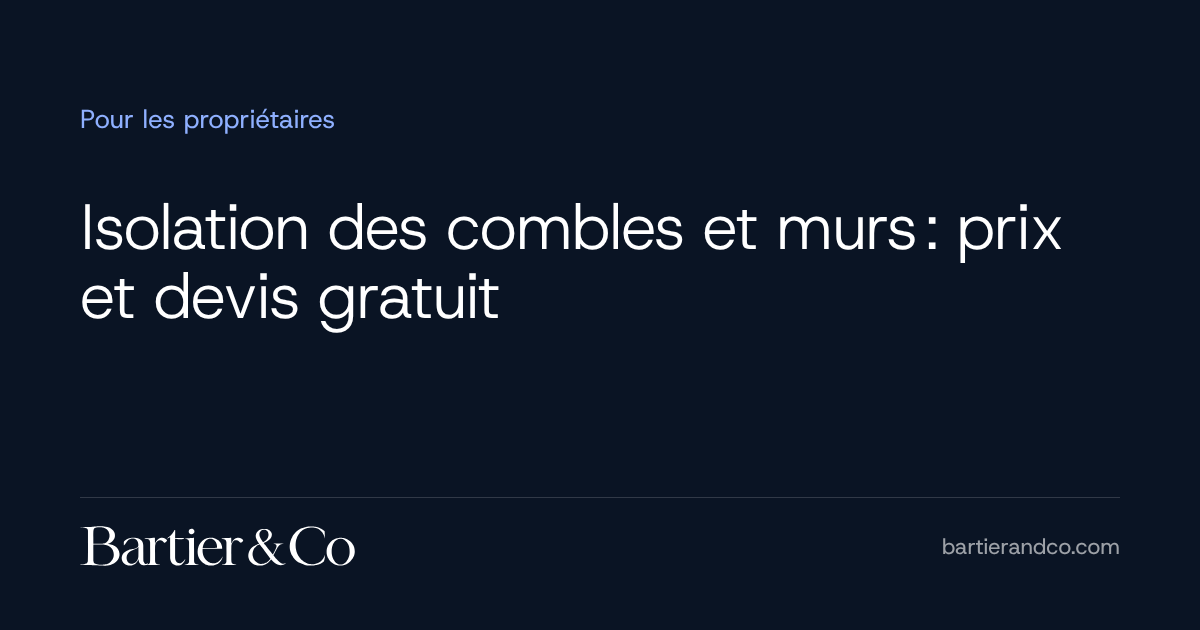 Pour les propriétaires
Isolation des combles et murs : prix
et devis gratuit
Bartier & Co
bartierandco.com